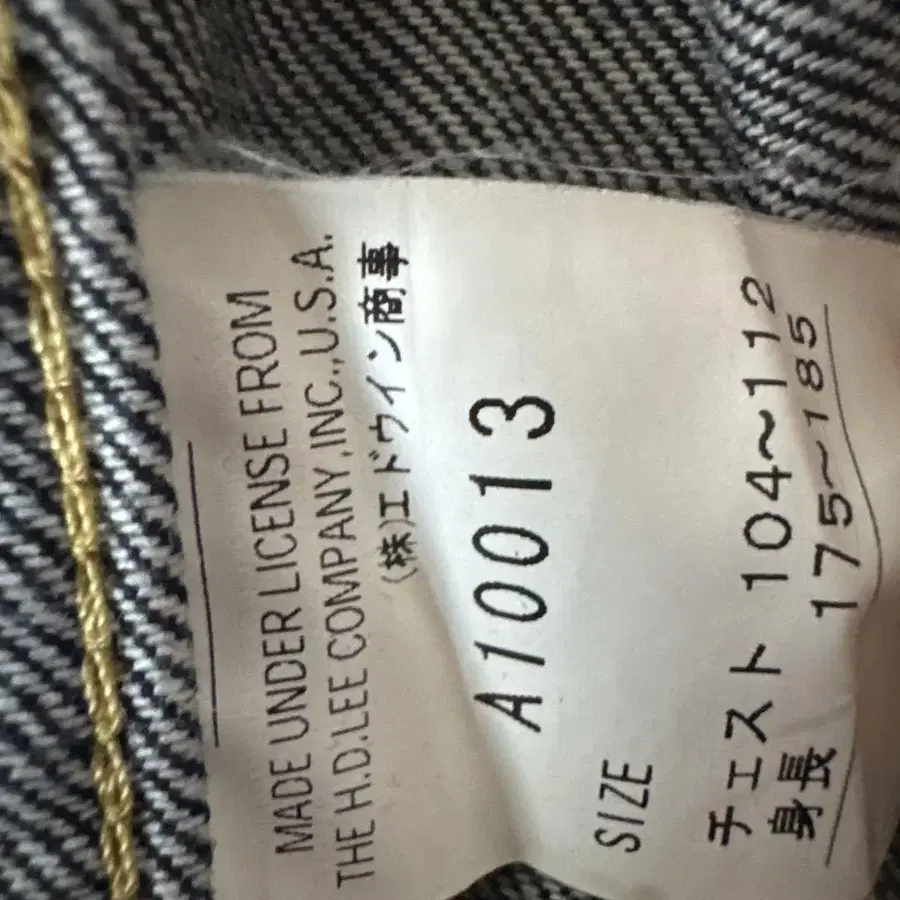 MADE UNDER LICENSE FROM
THE H.D.LEE COMPANY,INC.,U.S.A.
(株)エドウイン商事
A10013
SIZE
チェスト 104~112
身長 175~185